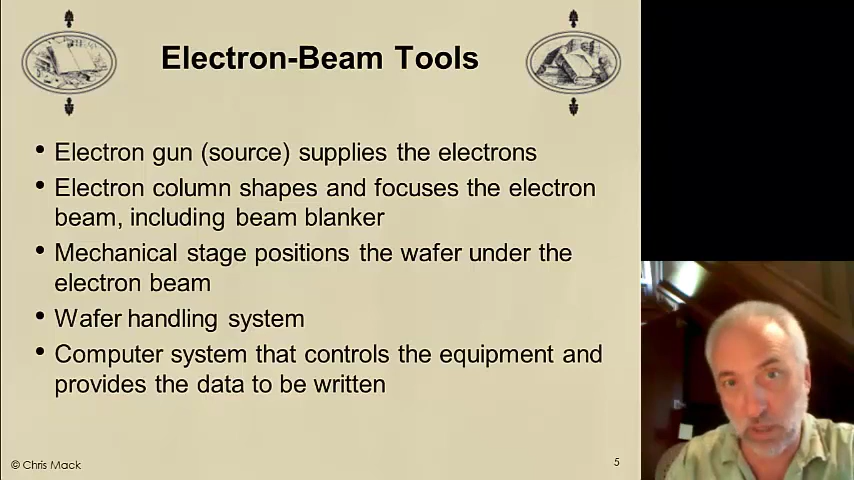 Electron-Beam Tools
• Electron gun (source) supplies the electrons
• Electron column shapes and focuses the electron
beam, including beam blanker
• Mechanical stage positions the wafer under the
electron beam
• Wafer handling system
• Computer system that controls the equipment and
provides the data to be written
© Chris Mack
5